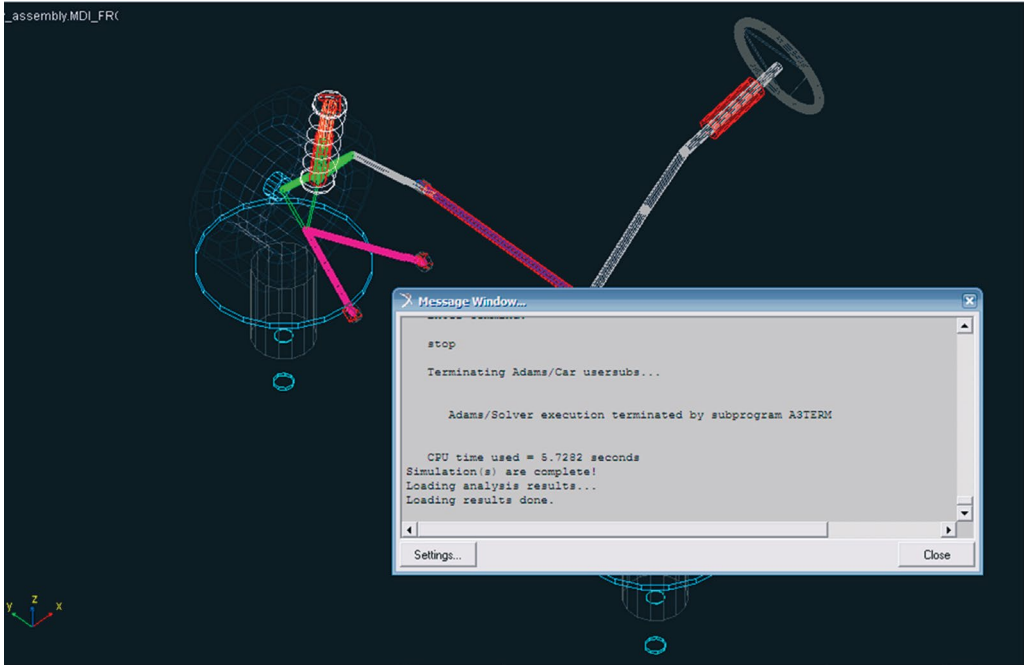 _assembly.MDI_FR(
Message Window...
stop
Terminating Adams/Car usersubs...
Adams/Solver execution terminated by subprogram A3TERM
CPU time used = 5.7282 seconds
Simulation(s) are complete!
Loading analysis results...
Loading results done.
Settings...
Close
z
y
x